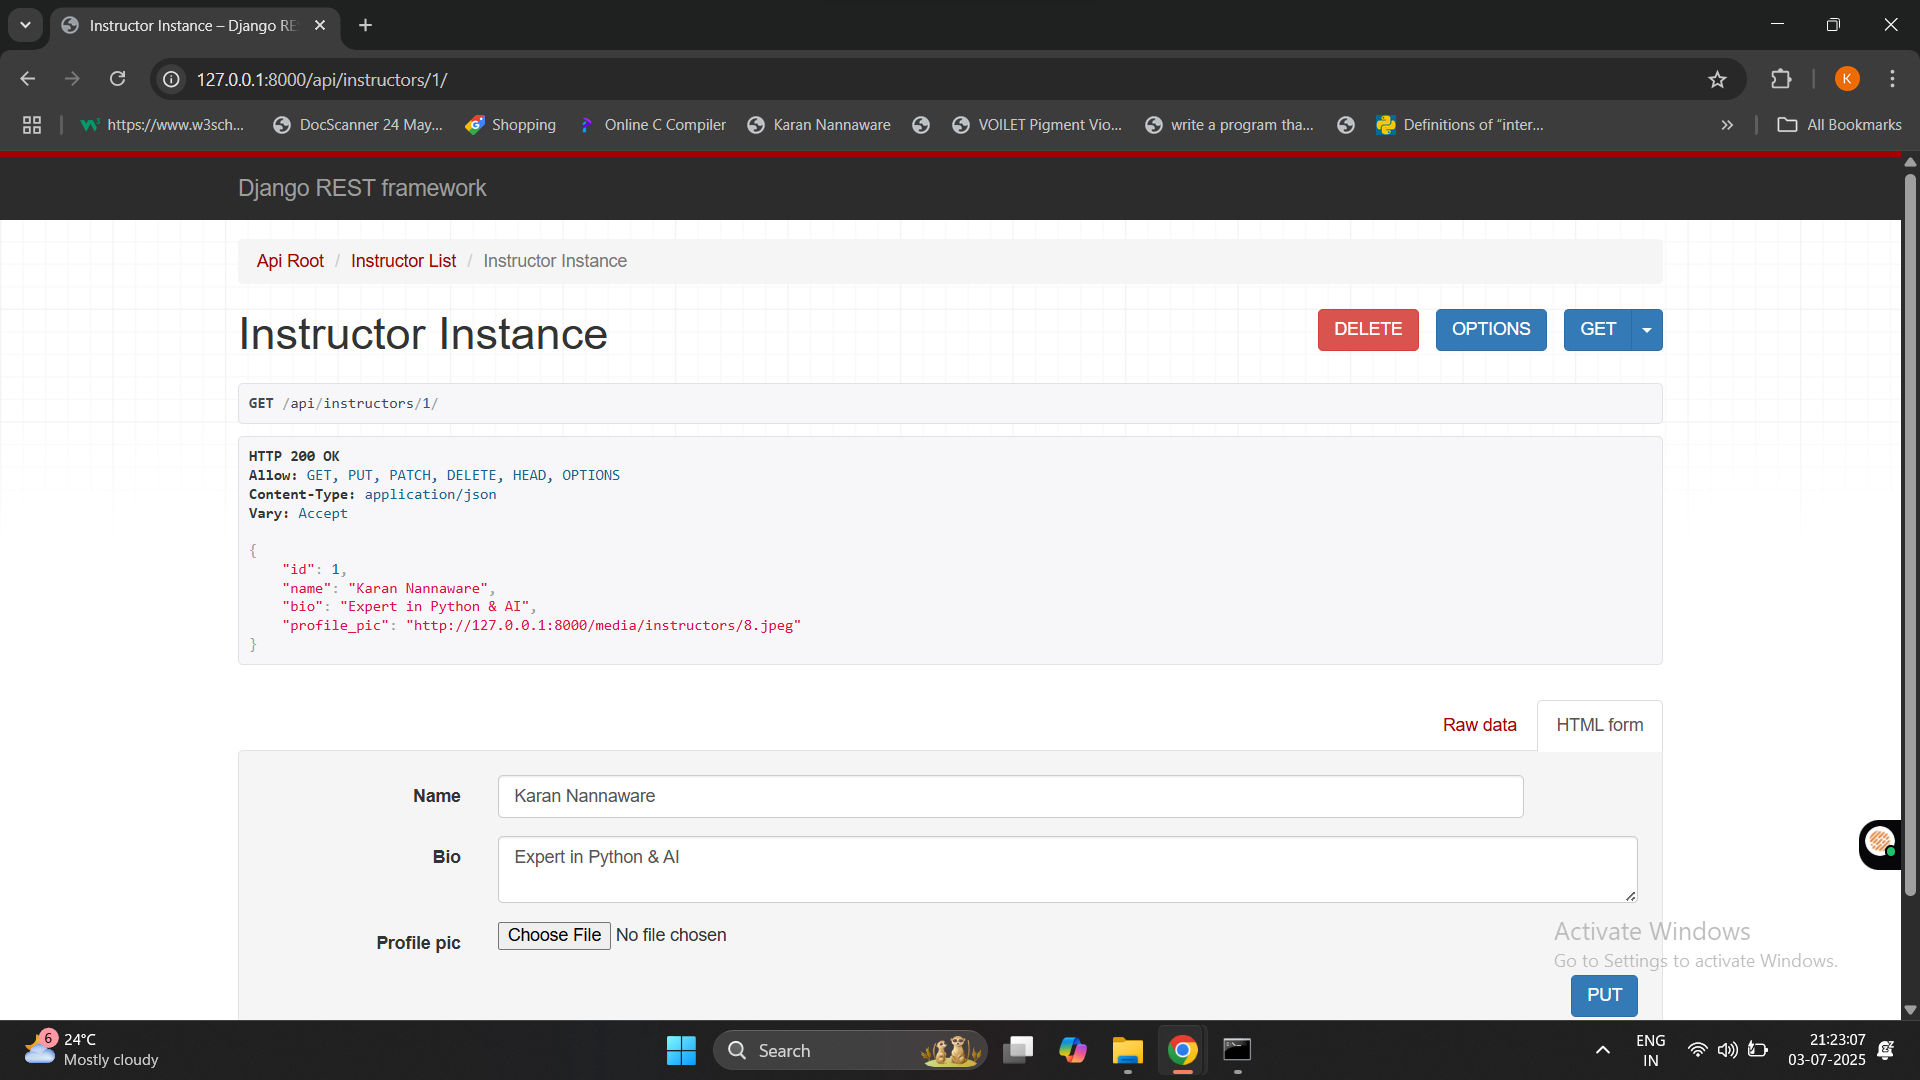 Instructor Instance – Django RE
127.0.0.1:8000/api/instructors/1/
K
https://www.w3sch...
DocScanner 24 May...
Shopping
Online C Compiler
Karan Nannaware
VOILET Pigment Vio...
write a program tha...
Definitions of “inter...
All Bookmarks
Django REST framework
Api Root / Instructor List / Instructor Instance
Instructor Instance
DELETE
OPTIONS
GET
GET /api/instructors/1/
HTTP 200 OK
Allow: GET, PUT, PATCH, DELETE, HEAD, OPTIONS
Content-Type: application/json
Vary: Accept
{
"id": 1,
"name": "Karan Nannaware",
"bio": "Expert in Python & AI",
"profile_pic": "http://127.0.0.1:8000/media/instructors/8.jpeg"
}
Raw data
HTML form
Name
Karan Nannaware
Bio
Expert in Python & AI
Profile pic
Choose File No file chosen
Activate Windows
Go to Settings to activate Windows.
PUT
6
24°C
Mostly cloudy
Search
ENG
IN
21:23:07
03-07-2025